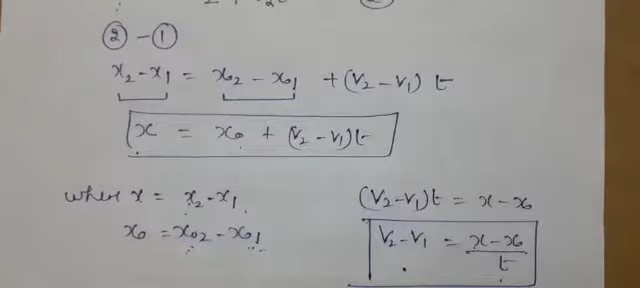 ② - ①
x₂ - x₁ = x₀₂ - x₀₁ + (V₂ - V₁) t
x = x₀ + (V₂ - V₁)t
where x = x₂ - x₁
x₀ = x₀₂ - x₀₁
(V₂ - V₁)t = x - x₀
V₂ - V₁ = x - x₀ / t